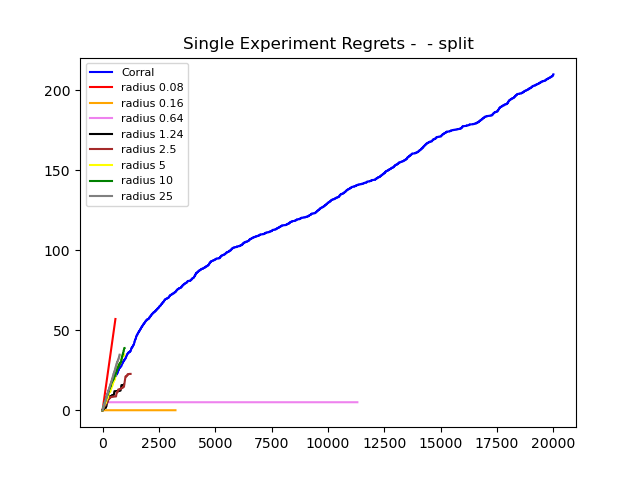 Single Experiment Regrets -  - split
Corral
radius 0.08
radius 0.16
radius 0.64
radius 1.24
radius 2.5
radius 5
radius 10
radius 25
200
150
100
50
0
0 2500 5000 7500 10000 12500 15000 17500 20000